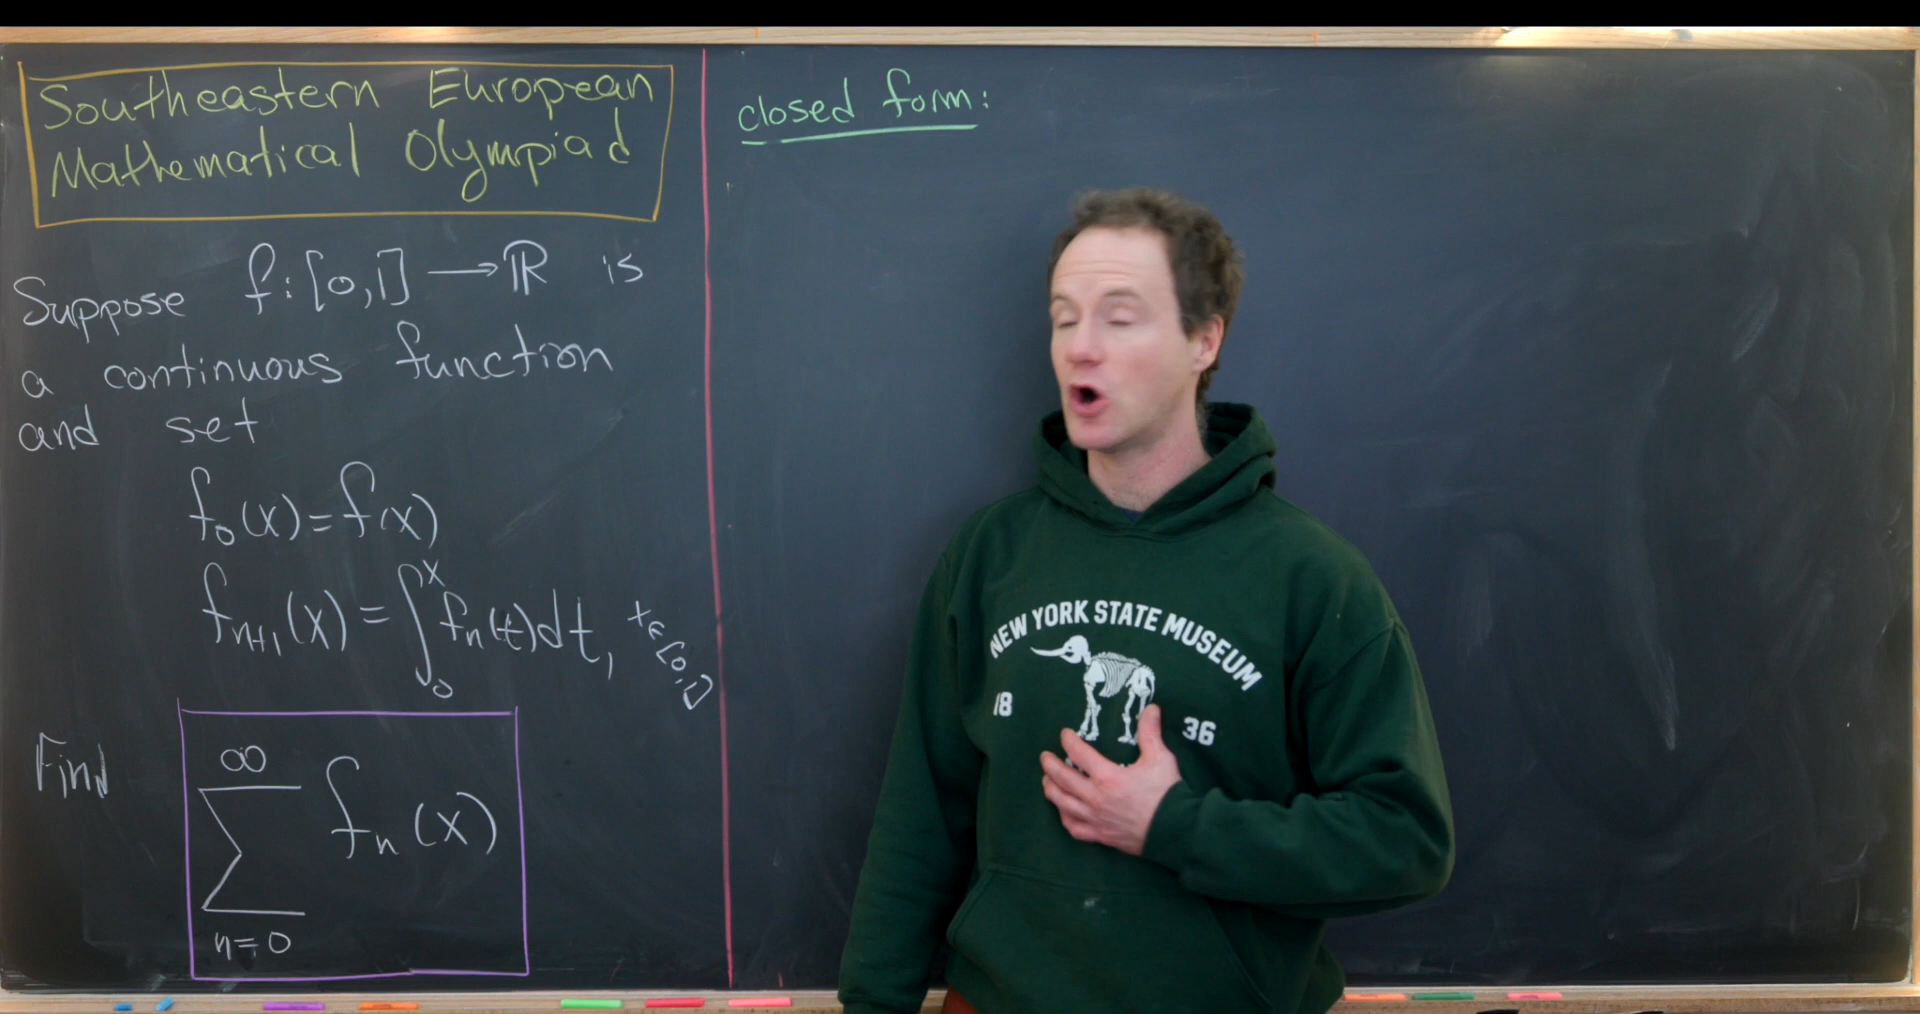 Southeastern European
Mathematical Olympiad
Suppose f:[0,1] → ℝ is
a continuous function
and set
f₀(x)=f(x)
fₙ₊₁(x) = ∫₀ˣ fₙ(t)dt, x∈[0,1]
Find ∞
∑ fₙ(x)
n=0
closed form:
NEW YORK STATE MUSEUM
18 36